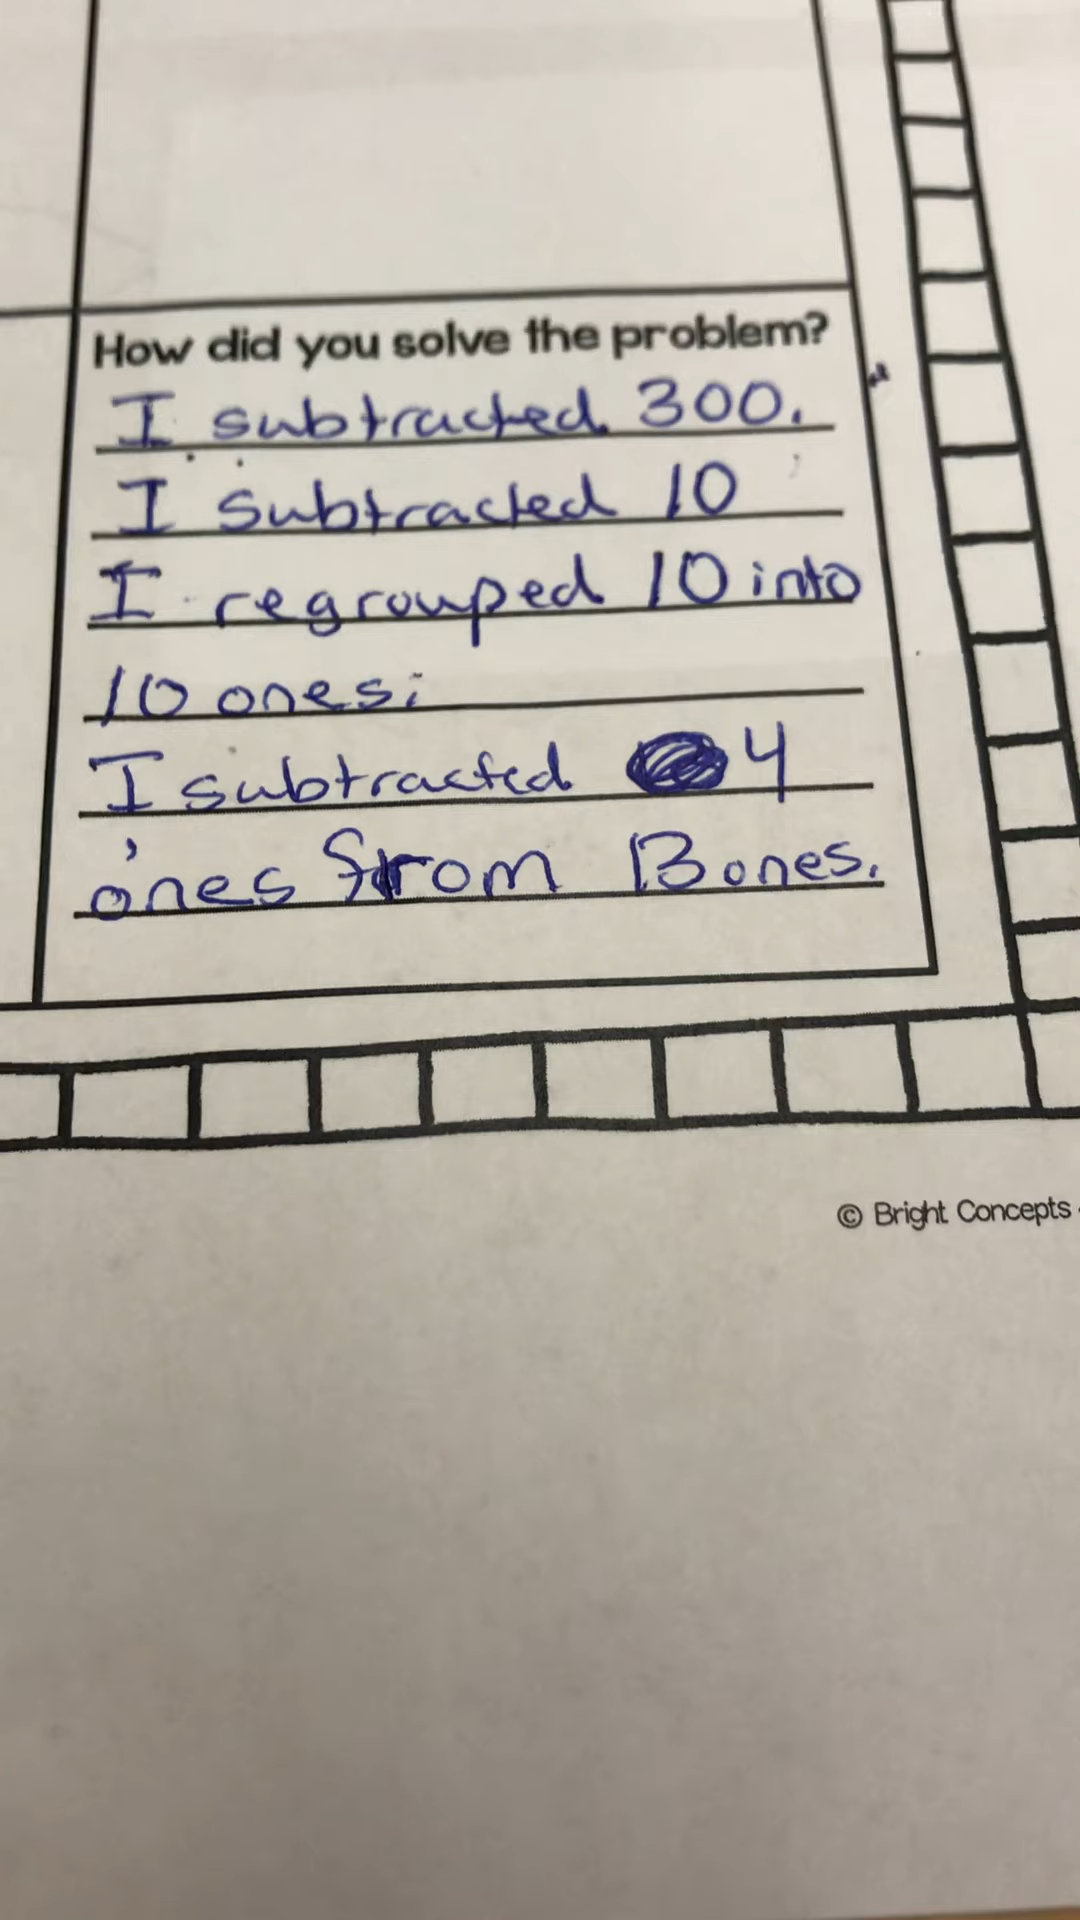 How did you solve the problem?
I subtracted 300.
I subtracted 10
I regrouped 10 into
10 ones.
I subtracted 4
ones from 13 ones.
© Bright Concepts